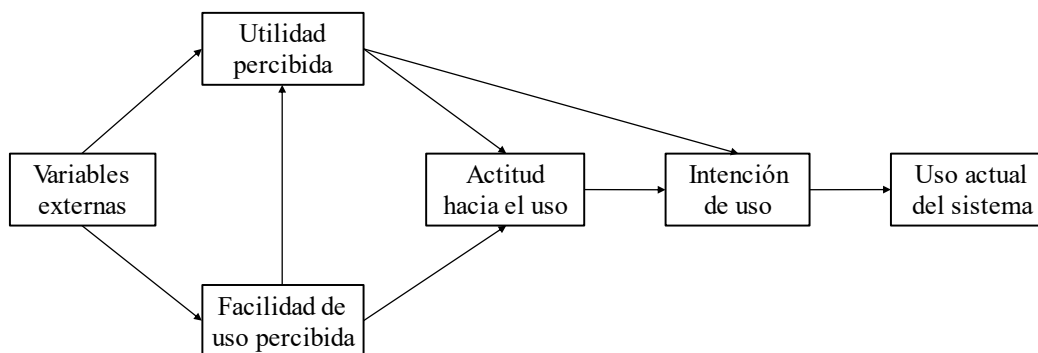 Utilidad
percibida
Variables
externas
Actitud
hacia el uso
Intención
de uso
Uso actual
del sistema
Facilidad de
uso percibida